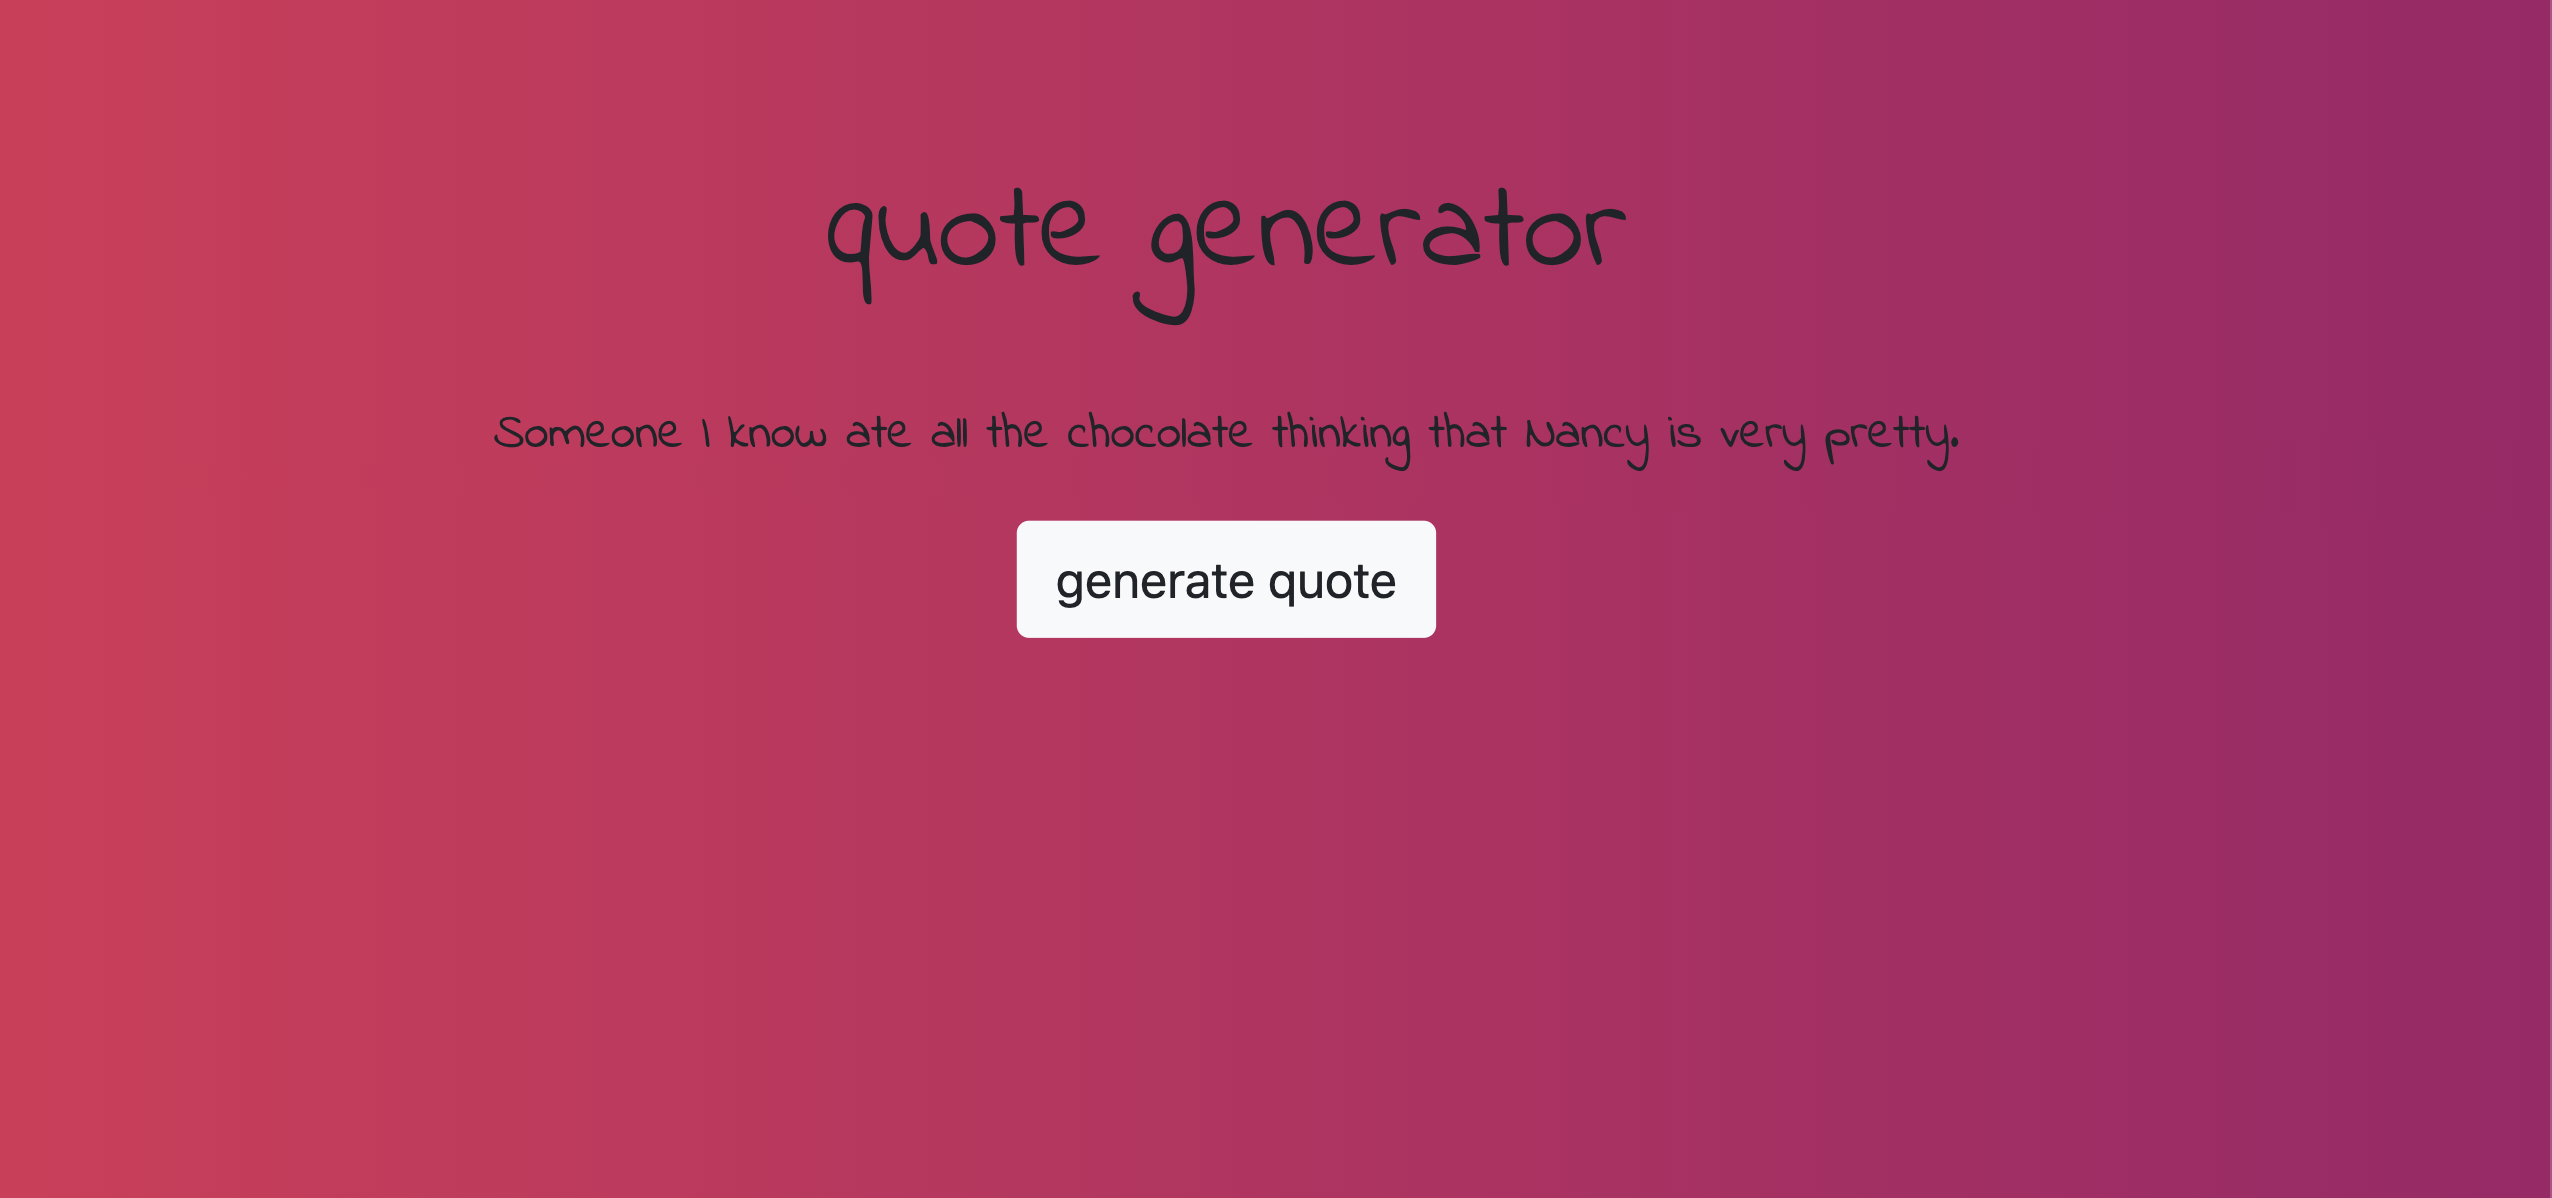 quote generator
Someone I know ate all the chocolate thinking that Nancy is very pretty.
generate quote